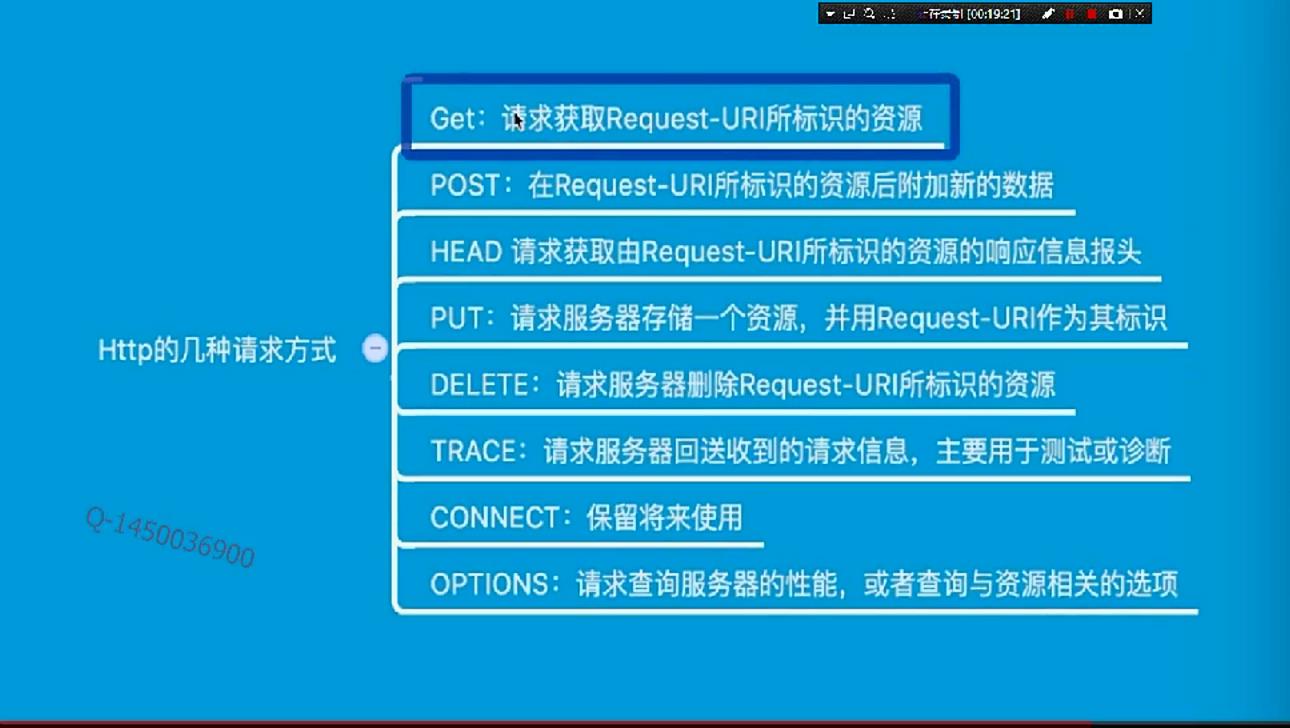 正在录制 [00:19:21]
Get：请求获取Request-URI所标识的资源
POST：在Request-URI所标识的资源后附加新的数据
HEAD 请求获取由Request-URI所标识的资源的响应信息报头
PUT：请求服务器存储一个资源，并用Request-URI作为其标识
Http的几种请求方式
DELETE：请求服务器删除Request-URI所标识的资源
TRACE：请求服务器回送收到的请求信息，主要用于测试或诊断
CONNECT：保留将来使用
Q-1450036900
OPTIONS：请求查询服务器的性能，或者查询与资源相关的选项